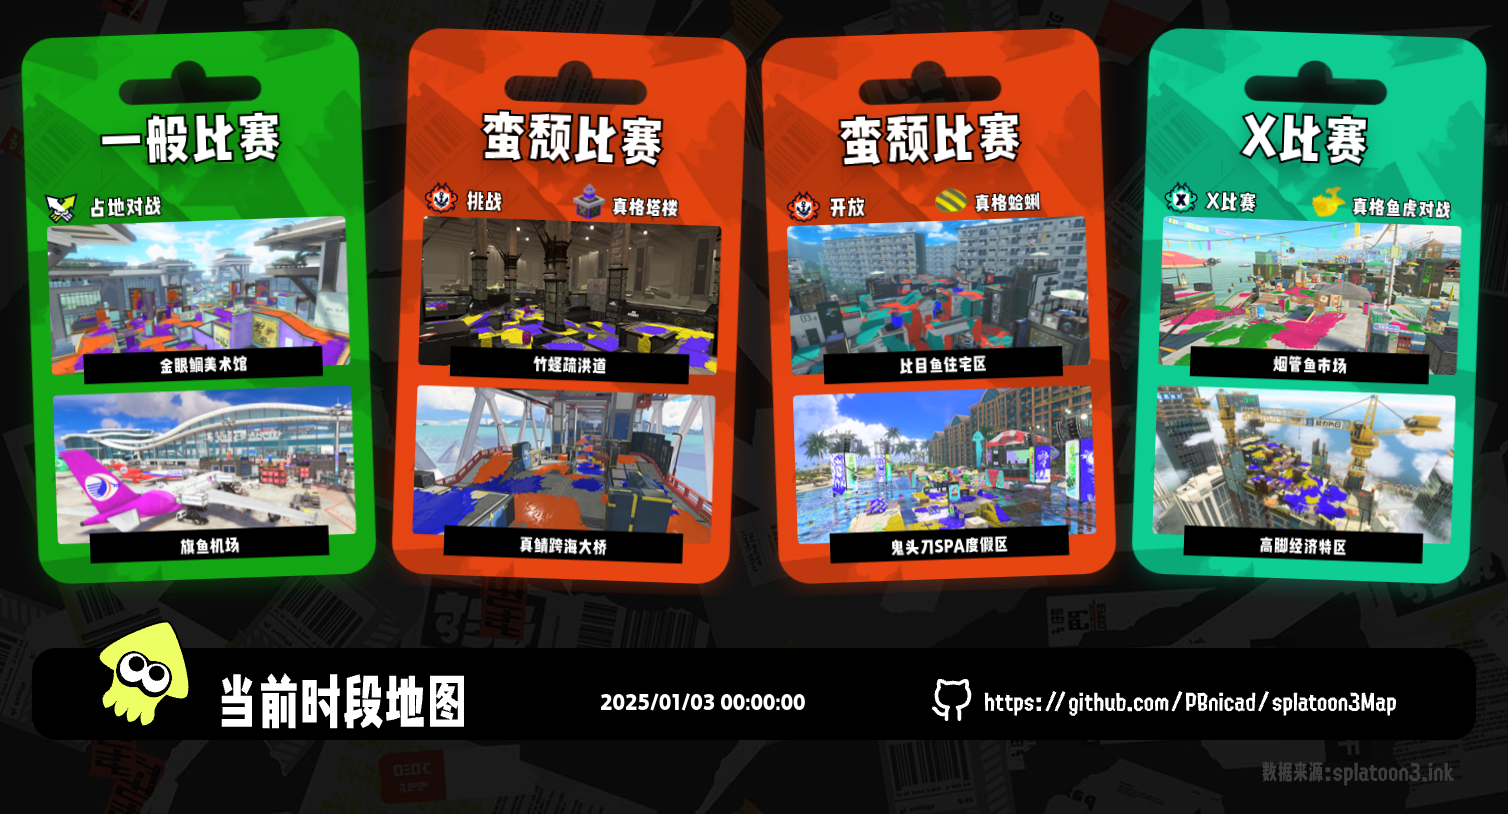 一般比赛
占地对战
金眼鲷美术馆
旗鱼机场
蛮颓比赛
挑战
真格塔楼
竹蛏疏洪道
真鲭跨海大桥
蛮颓比赛
开放
真格蛤蜊
比目鱼住宅区
鬼头刀SPA度假区
X比赛
X比赛
真格鱼虎对战
烟管鱼市场
高脚经济特区
当前时段地图
2025/01/03 00:00:00
https://github.com/PBnicad/splatoon3Map
数据来源:splatoon3.ink